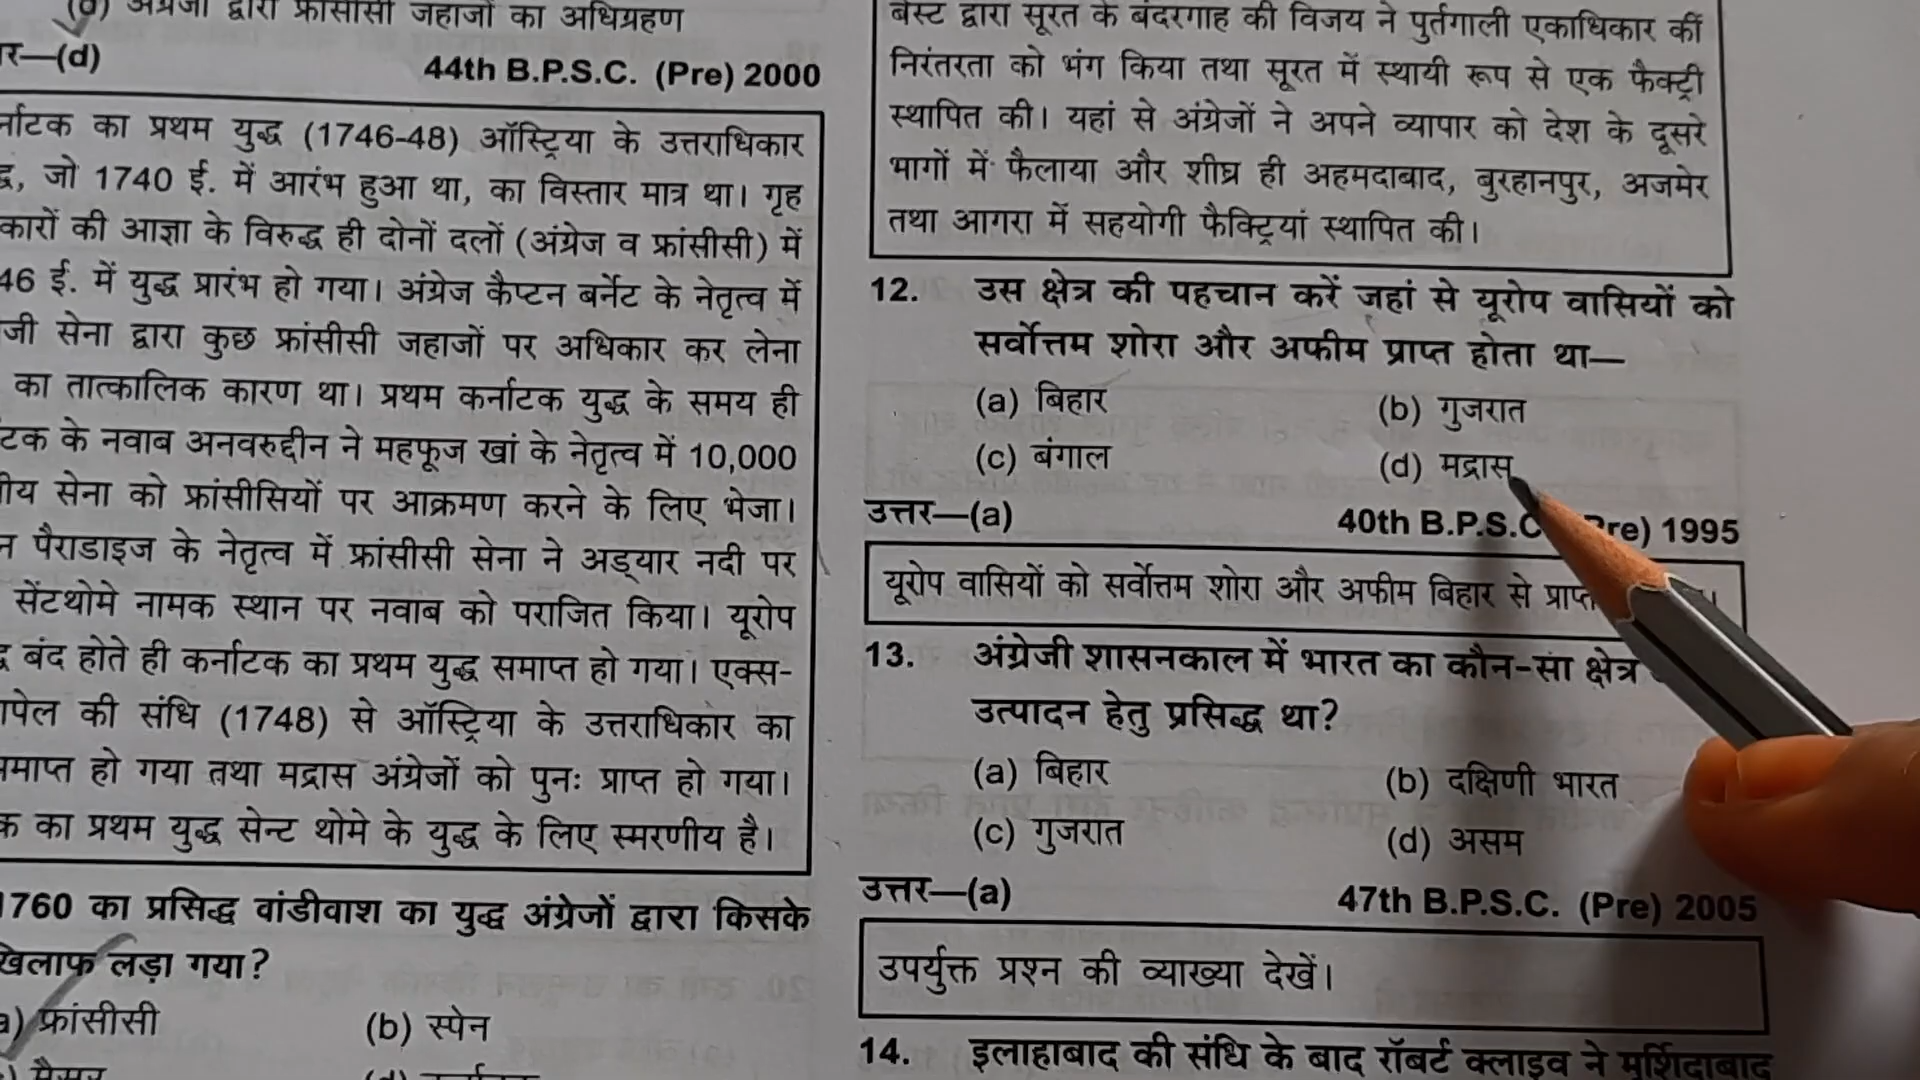 अंग्रेजों द्वारा फ्रांसीसी जहाजों का अधिग्रहण
—(d) 44th B.P.S.C. (Pre) 2000
का प्रथम युद्ध (1746-48) ऑस्ट्रिया के उत्तराधिकार
जो 1740 ई. में आरंभ हुआ था, का विस्तार मात्र था। गृह
की आज्ञा के विरुद्ध ही दोनों दलों (अंग्रेज व फ्रांसीसी) में
46 ई. में युद्ध प्रारंभ हो गया। अंग्रेज कैप्टन बर्नेट के नेतृत्व में
जी सेना द्वारा कुछ फ्रांसीसी जहाजों पर अधिकार कर लेना
का तात्कालिक कारण था। प्रथम कर्नाटक युद्ध के समय ही
टक के नवाब अनवरुद्दीन ने महफूज खां के नेतृत्व में 10,000
ीय सेना को फ्रांसीसियों पर आक्रमण करने के लिए भेजा।
न पैराडाइज के नेतृत्व में फ्रांसीसी सेना ने अड्यार नदी पर
सेंटथोमे नामक स्थान पर नवाब को पराजित किया। यूरोप
बंद होते ही कर्नाटक का प्रथम युद्ध समाप्त हो गया। एक्स-
ापेल की संधि (1748) से ऑस्ट्रिया के उत्तराधिकार का
हो गया तथा मद्रास अंग्रेजों को पुनः प्राप्त हो गया।
क का प्रथम युद्ध सेन्ट थोमे के युद्ध के लिए स्मरणीय है।
1760 का प्रसिद्ध वांडीवाश का युद्ध अंग्रेजों द्वारा किसके
खिलाफ लड़ा गया?
a) फ्रांसीसी (b) स्पेन
बेस्ट द्वारा सूरत के बंदरगाह की विजय ने पुर्तगाली एकाधिकार की
निरंतरता को भंग किया तथा सूरत में स्थायी रूप से एक फैक्ट्री
स्थापित की। यहां से अंग्रेजों ने अपने व्यापार को देश के दूसरे
भागों में फैलाया और शीघ्र ही अहमदाबाद, बुरहानपुर, अजमेर
तथा आगरा में सहयोगी फैक्ट्रियां स्थापित की।
12. उस क्षेत्र की पहचान करें जहां से यूरोप वासियों को
सर्वोत्तम शोरा और अफीम प्राप्त होता था—
(a) बिहार (b) गुजरात
(c) बंगाल (d) मद्रास
उत्तर—(a) 40th B.P.S.C. (Pre) 1995
यूरोप वासियों को सर्वोत्तम शोरा और अफीम बिहार से प्राप्त
13. अंग्रेजी शासनकाल में भारत का कौन-सा क्षेत्र
उत्पादन हेतु प्रसिद्ध था?
(a) बिहार (b) दक्षिणी भारत
(c) गुजरात (d) असम
उत्तर—(a) 47th B.P.S.C. (Pre) 2005
उपर्युक्त प्रश्न की व्याख्या देखें।
14. इलाहाबाद की संधि के बाद रॉबर्ट क्लाइव ने मुर्शिदाबाद